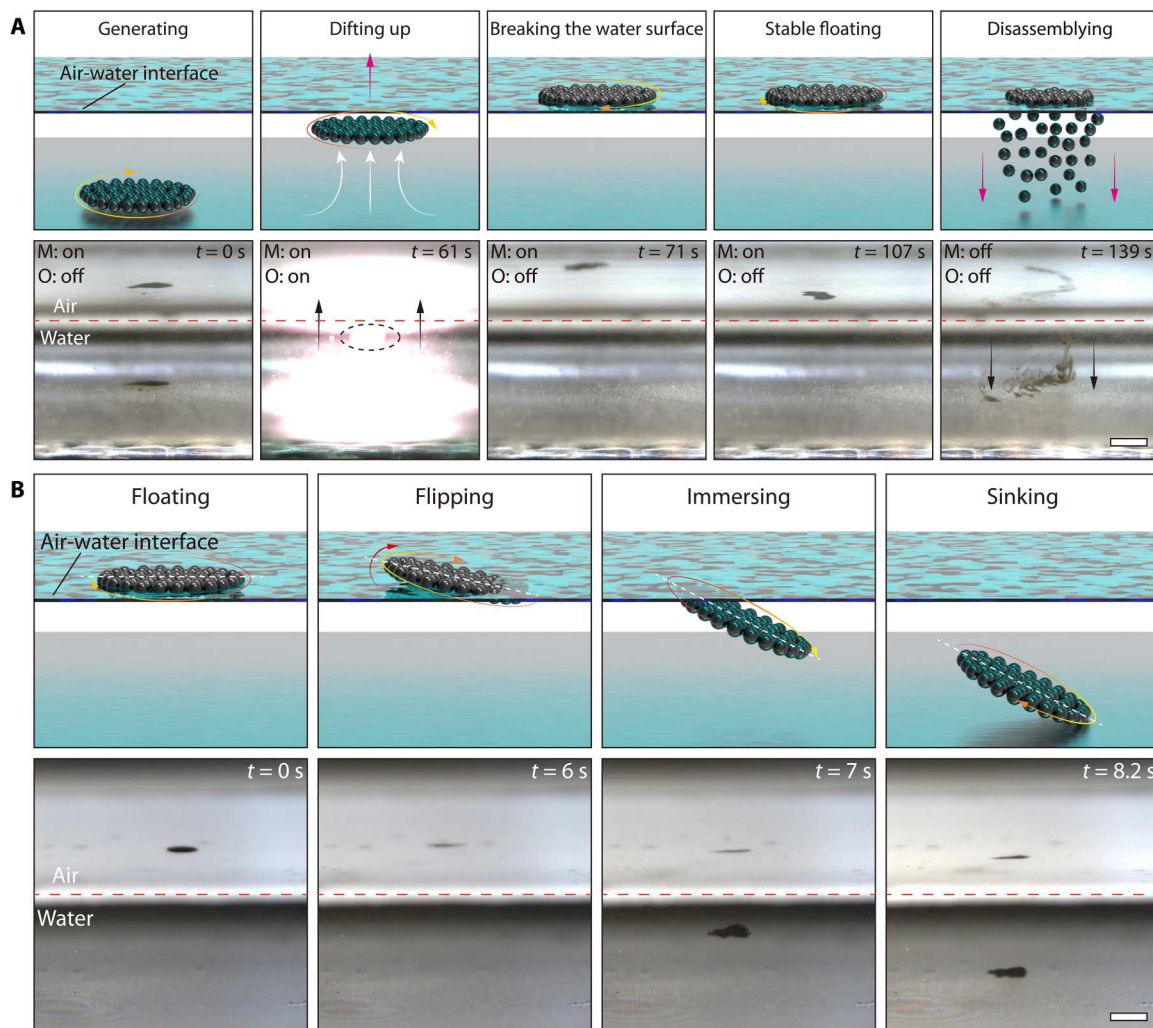 A
Generating
Difting up
Breaking the water surface
Stable floating
Disassemblying
Air-water interface
M: on
O: off
t = 0 s
Air
Water
M: on
O: on
t = 61 s
M: on
O: off
t = 71 s
M: on
O: off
t = 107 s
M: off
O: off
t = 139 s
B
Floating
Flipping
Immersing
Sinking
Air-water interface
t = 0 s
Air
Water
t = 6 s
t = 7 s
t = 8.2 s